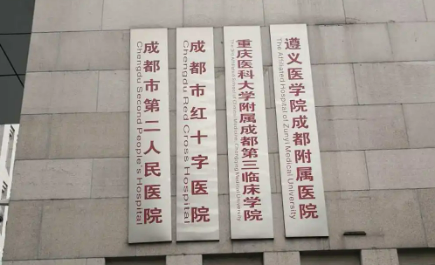 成都市第二人民医院
Chengdu Second People's Hospital
成都市红十字医院
Chengdu Red Cross Hospital
重庆医科大学附属成都第三临床学院
遵义医学院成都附属医院
The Affiliated Hospital of Zunyi Medical University